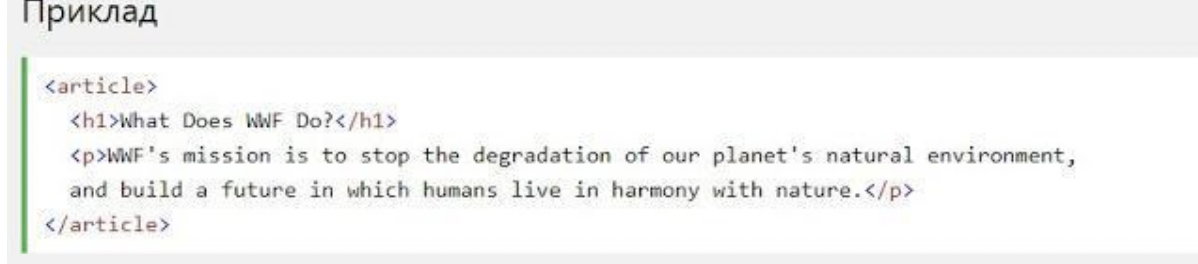 Приклад
<article>
<h1>What Does WWF Do?</h1>
<p>WWF's mission is to stop the degradation of our planet's natural environment,
and build a future in which humans live in harmony with nature.</p>
</article>